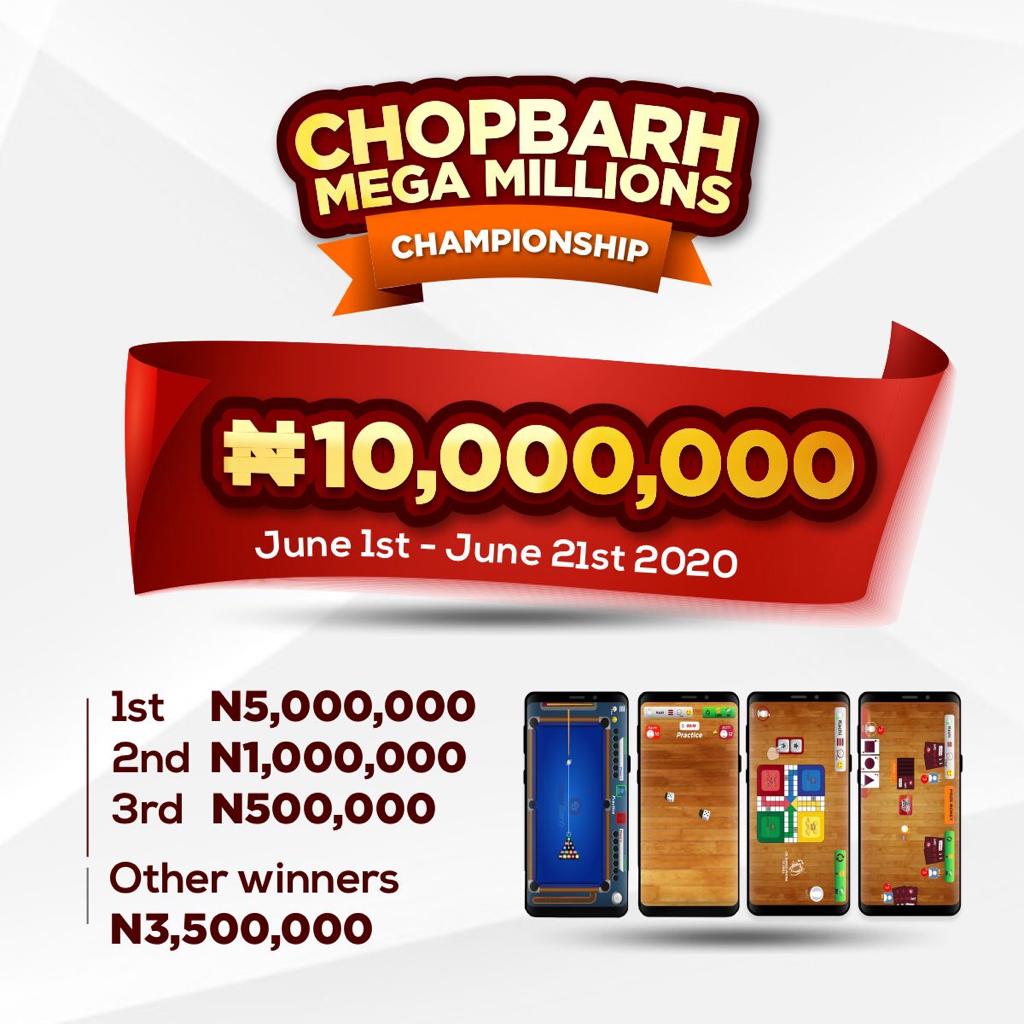 CHOPBARH
MEGA MILLIONS
CHAMPIONSHIP
₦10,000,000
June 1st - June 21st 2020
1st N5,000,000
2nd N1,000,000
3rd N500,000
Other winners
N3,500,000
Practice